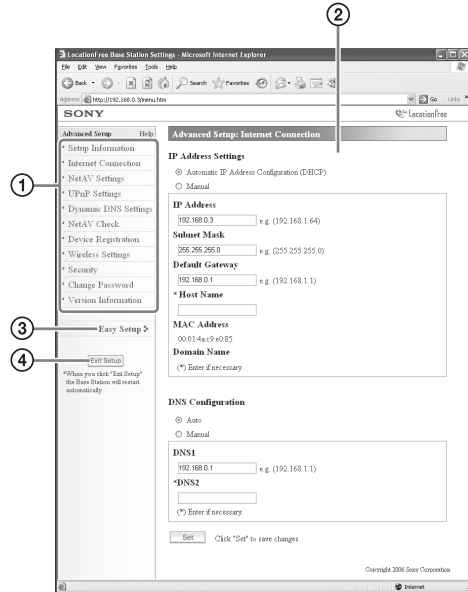 ②
LocationFree Base Station Settings - Microsoft Internet Explorer
File Edit View Favorites Tools Help
Back Search Favorites
Address http://192.168.0.3/menu.htm Go Links
SONY LocationFree
Advanced Setup Help
Setup Information
Internet Connection
NetAV Settings
UPnP Settings
Dynamic DNS Settings
NetAV Check
Device Registration
Wireless Settings
Security
Change Password
Version Information
①
③
Easy Setup
④
Exit Setup
*When you click "Exit Setup"
the Base Station will restart
automatically.
Advanced Setup: Internet Connection
IP Address Settings
Automatic IP Address Configuration (DHCP)
Manual
IP Address
192.168.0.3 e.g. (192.168.1.64)
Subnet Mask
255.255.255.0 e.g. (255.255.255.0)
Default Gateway
192.168.0.1 e.g. (192.168.1.1)
* Host Name
MAC Address
00:01:4a:c9:e0:85
Domain Name
(*) Enter if necessary.
DNS Configuration
Auto
Manual
DNS1
192.168.0.1 e.g. (192.168.1.1)
*DNS2
(*) Enter if necessary.
Set Click "Set" to save changes.
Copyright 2006 Sony Corporation
Internet